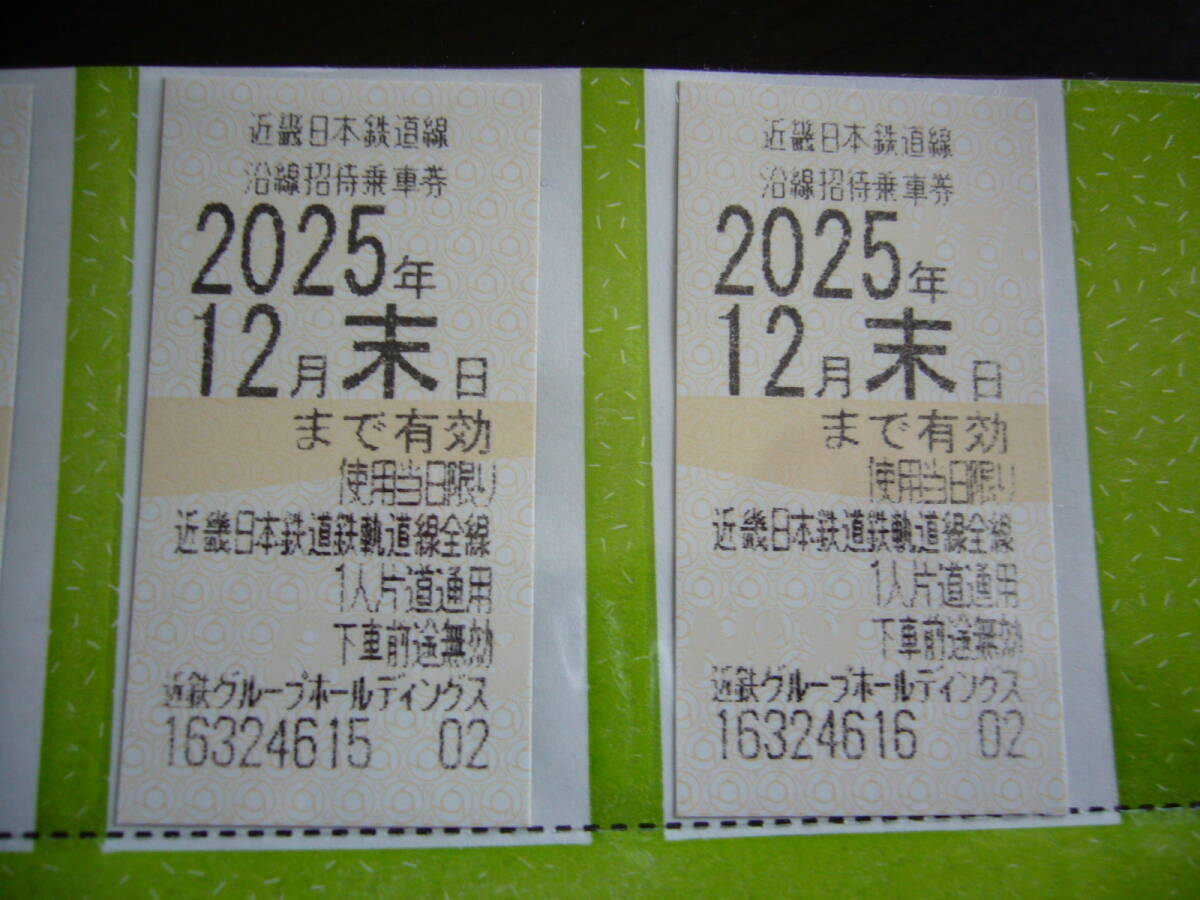 近畿日本鉄道線
沿線招待乗車券
2025年
12月末日
まで有効
使用当日限り
近畿日本鉄道鉄軌道線全線
1人片道通用
下車前途無効
近鉄グループホールディングス
16324615 02
近畿日本鉄道線
沿線招待乗車券
2025年
12月末日
まで有効
使用当日限り
近畿日本鉄道鉄軌道線全線
1人片道通用
下車前途無効
近鉄グループホールディングス
16324616 02